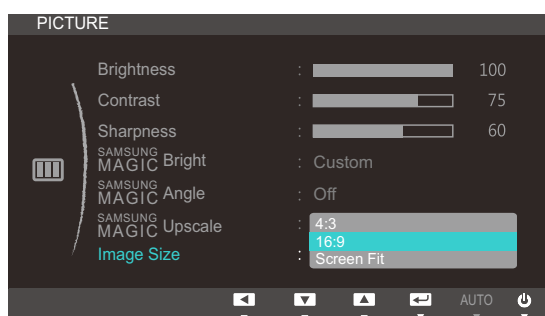 PICTURE
Brightness : 100
Contrast : 75
Sharpness : 60
SAMSUNG MAGIC Bright : Custom
SAMSUNG MAGIC Angle : Off
SAMSUNG MAGIC Upscale : 4:3
16:9
Image Size : Screen Fit
AUTO